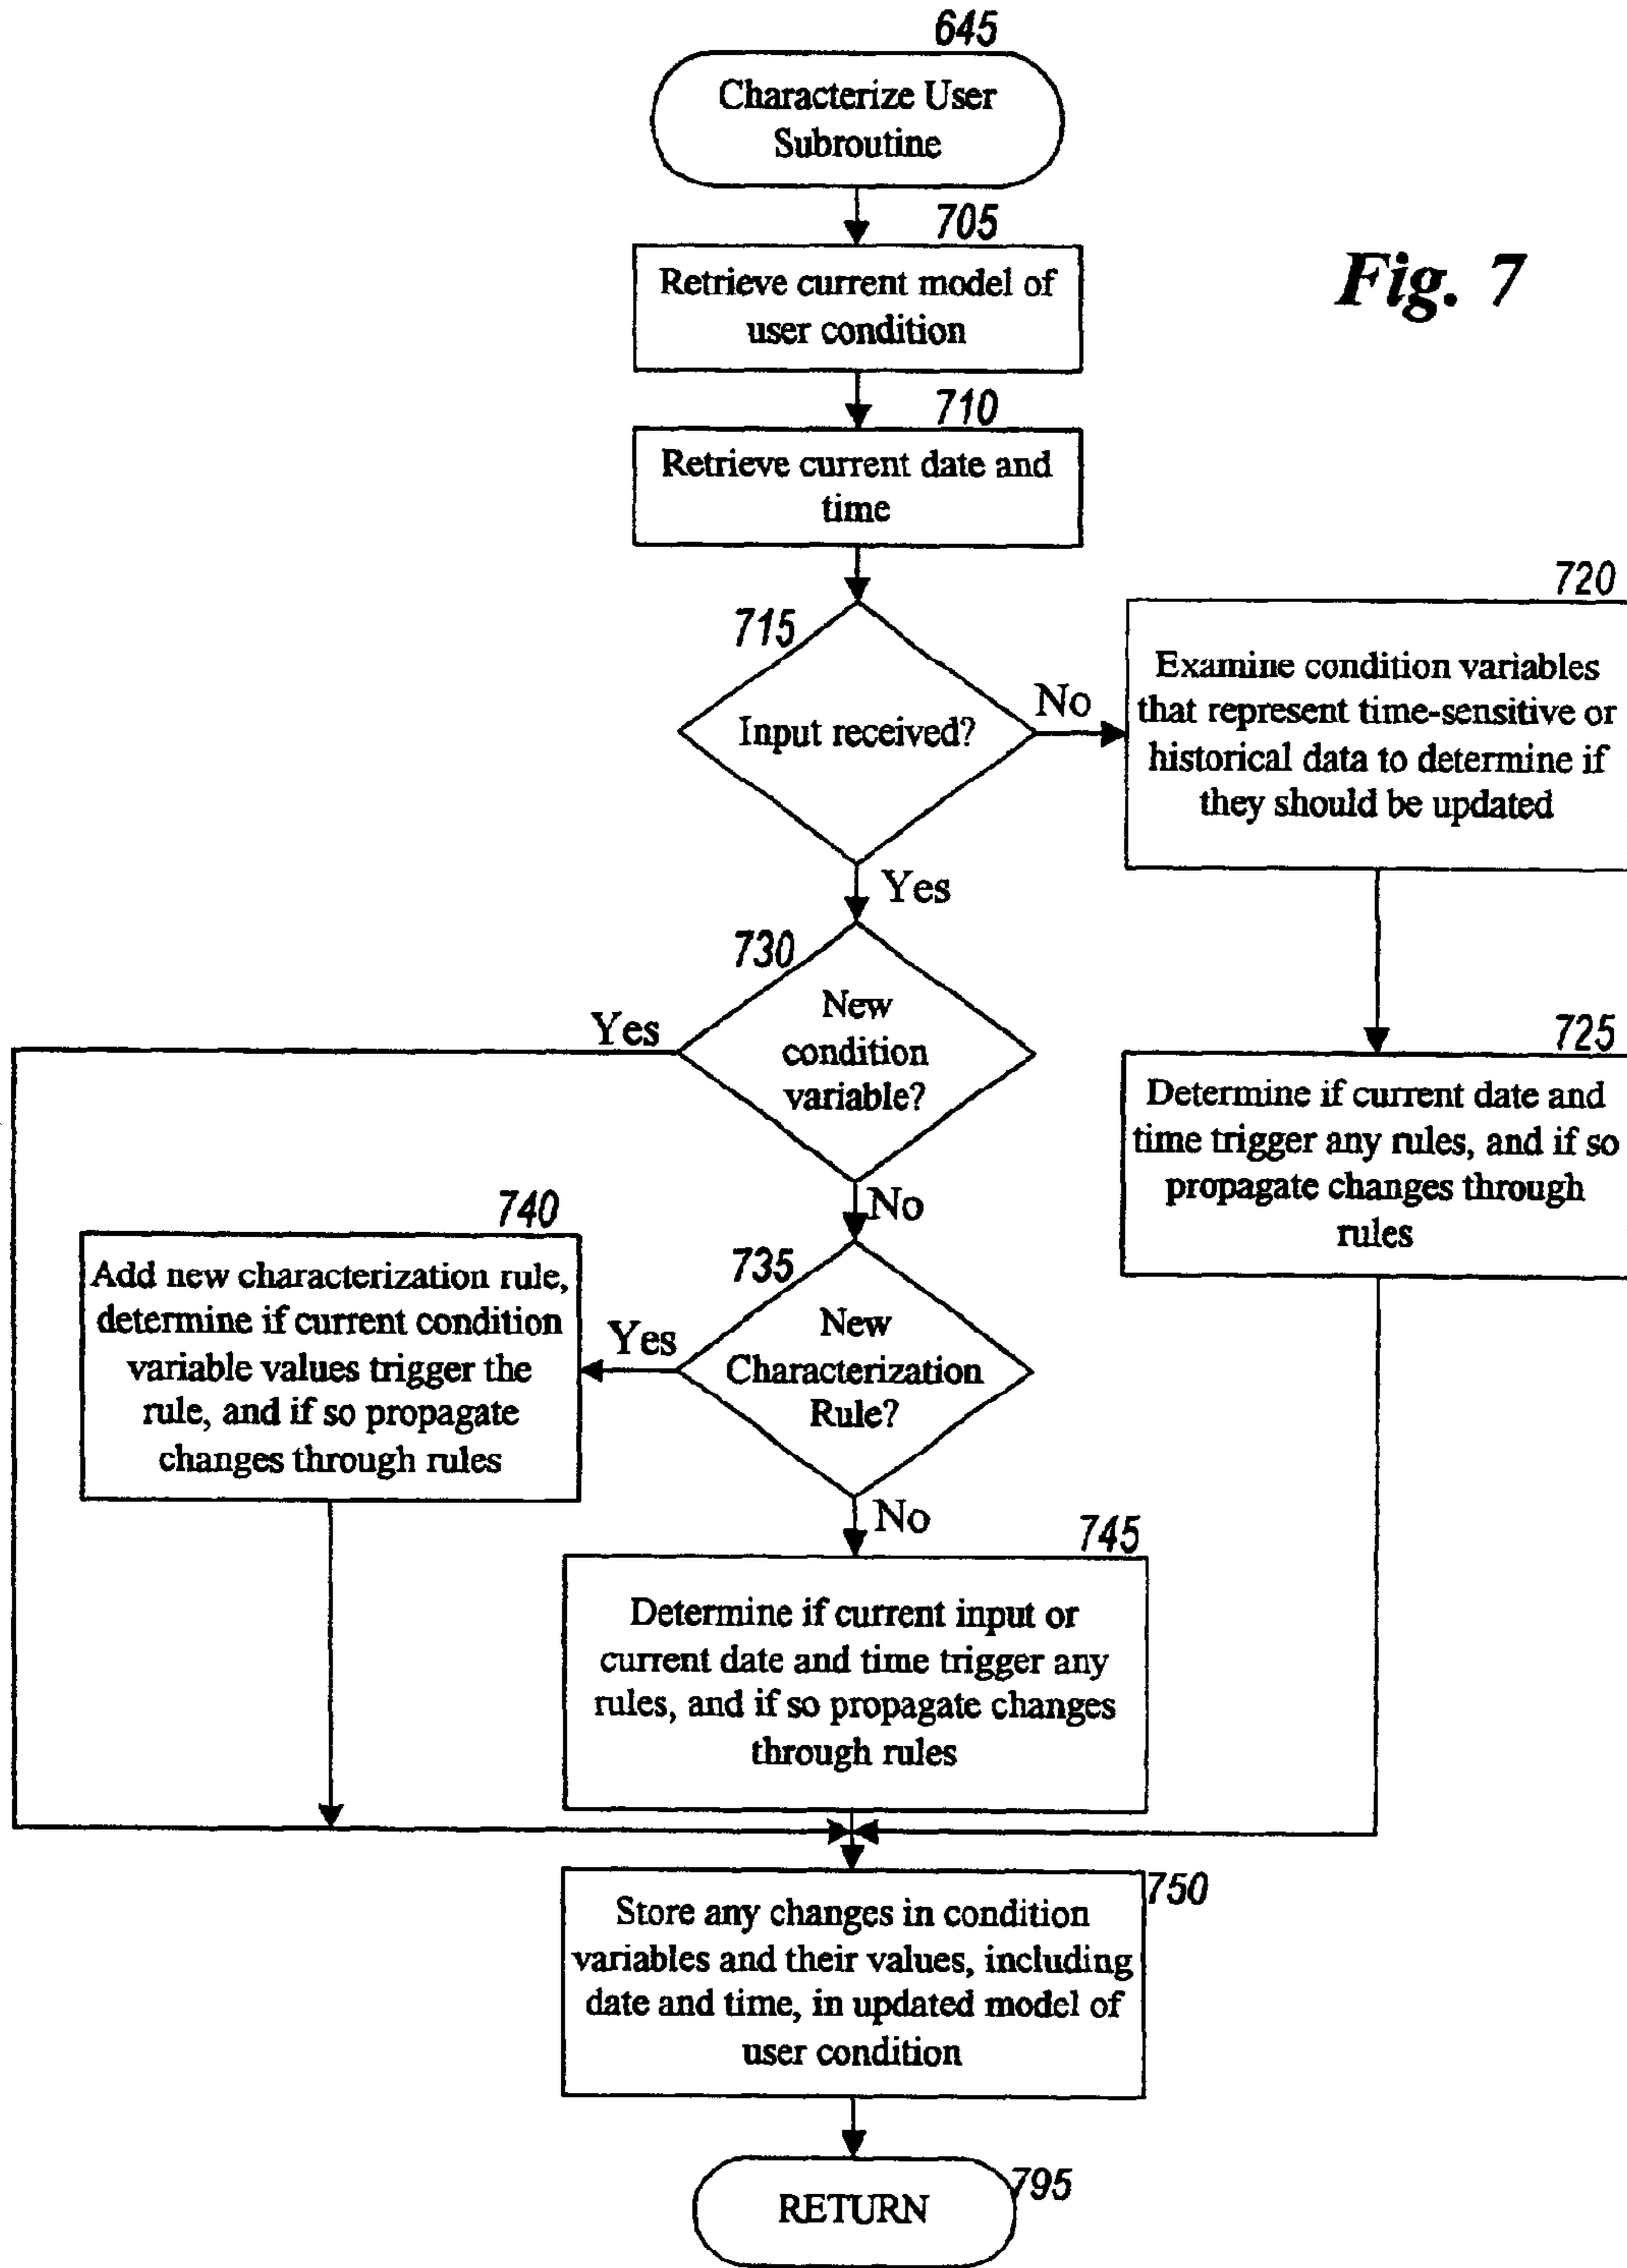 645
Characterize User
Subroutine
705
Retrieve current model of
user condition
Fig. 7
710
Retrieve current date and
time
715
Input received?
No
Yes
720
Examine condition variables
that represent time-sensitive or
historical data to determine if
they should be updated
725
Determine if current date and
time trigger any rules, and if so
propagate changes through
rules
730
New
condition
variable?
Yes
No
735
New
Characterization
Rule?
Yes
No
740
Add new characterization rule,
determine if current condition
variable values trigger the
rule, and if so propagate
changes through rules
745
Determine if current input or
current date and time trigger any
rules, and if so propagate changes
through rules
750
Store any changes in condition
variables and their values, including
date and time, in updated model of
user condition
RETURN
795